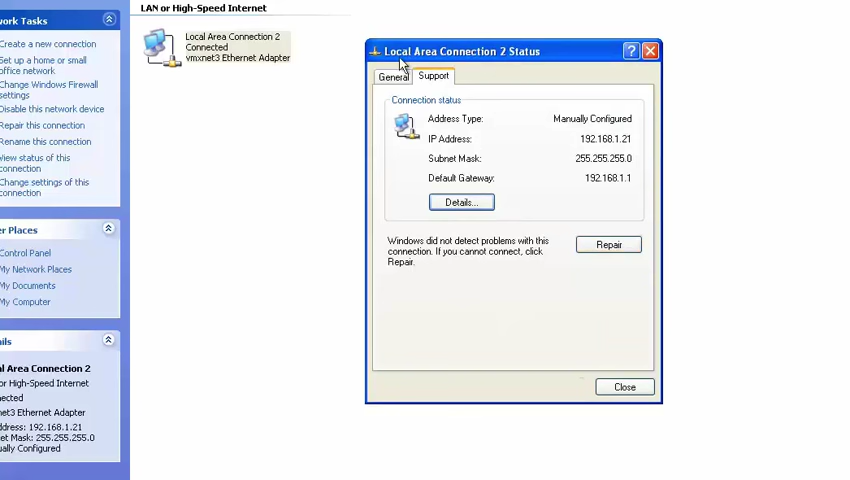 LAN or High-Speed Internet
work Tasks
Create a new connection
Set up a home or small
office network
Change Windows Firewall
settings
Disable this network device
Repair this connection
Rename this connection
View status of this
connection
Change settings of this
connection
er Places
Control Panel
My Network Places
My Documents
My Computer
ils
al Area Connection 2
or High-Speed Internet
nected
net3 Ethernet Adapter
ddress: 192.168.1.21
net Mask: 255.255.255.0
ually Configured
Local Area Connection 2
Connected
vmxnet3 Ethernet Adapter
Local Area Connection 2 Status
General Support
Connection status
Address Type: Manually Configured
IP Address: 192.168.1.21
Subnet Mask: 255.255.255.0
Default Gateway: 192.168.1.1
Details...
Windows did not detect problems with this
connection. If you cannot connect, click
Repair.
Repair
Close